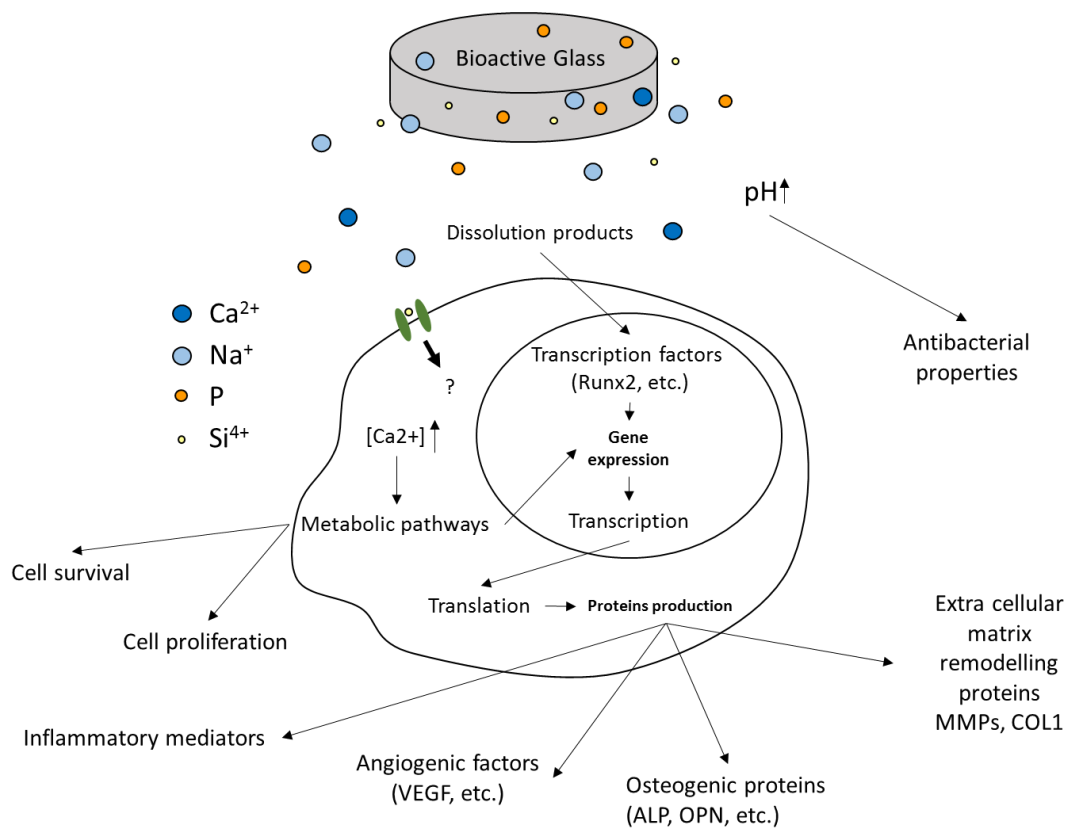 Bioactive Glass
pH
Dissolution products
Ca²⁺
Na⁺
P
Si⁴⁺
Antibacterial
properties
Transcription factors
(Runx2, etc.)
?
[Ca2+]
Gene
expression
Transcription
Metabolic pathways
Cell survival
Cell proliferation
Translation
Proteins production
Extra cellular
matrix
remodelling
proteins
MMPs, COL1
Inflammatory mediators
Angiogenic factors
(VEGF, etc.)
Osteogenic proteins
(ALP, OPN, etc.)